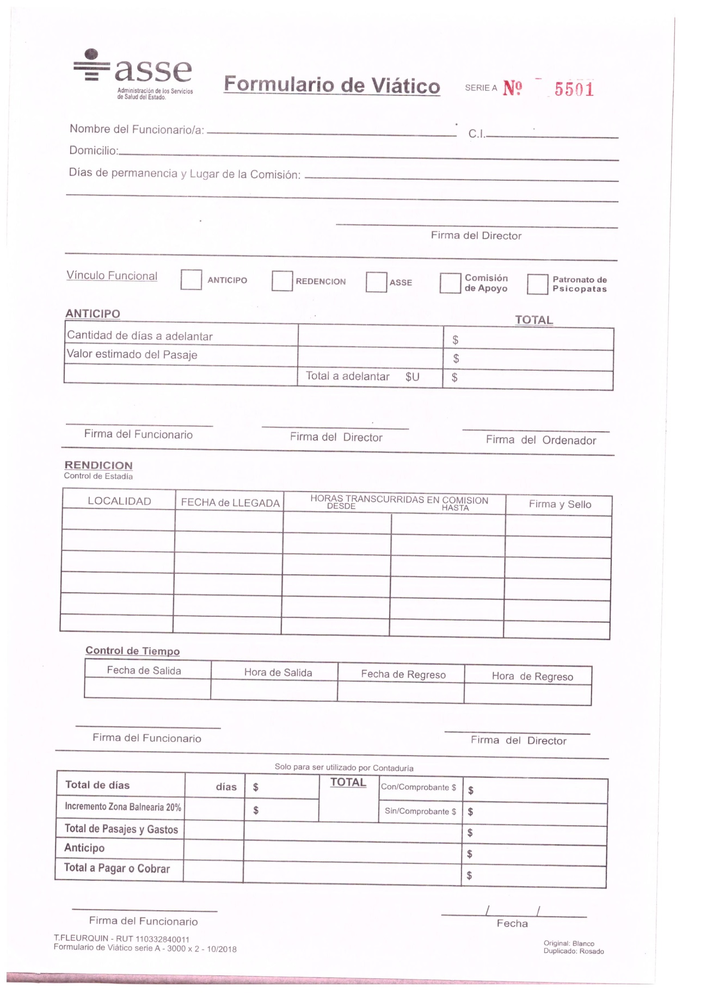 asse
Administración de los Servicios
de Salud del Estado.
Formulario de Viático SERIE A Nº 5501
Nombre del Funcionario/a: C.I.
Domicilio:
Días de permanencia y Lugar de la Comisión:
Firma del Director
Vínculo Funcional ANTICIPO REDENCION ASSE Comisión de Apoyo Patronato de Psicopatas
ANTICIPO TOTAL
Cantidad de días a adelantar $
Valor estimado del Pasaje $
Total a adelantar $U $
Firma del Funcionario Firma del Director Firma del Ordenador
RENDICION
Control de Estadía
LOCALIDAD FECHA de LLEGADA HORAS TRANSCURRIDAS EN COMISION Firma y Sello
DESDE HASTA
Control de Tiempo
Fecha de Salida Hora de Salida Fecha de Regreso Hora de Regreso
Firma del Funcionario Firma del Director
Solo para ser utilizado por Contaduría
Total de días días $ TOTAL Con/Comprobante $ $
Incremento Zona Balnearia 20% $ Sin/Comprobante $ $
Total de Pasajes y Gastos $
Anticipo $
Total a Pagar o Cobrar $
/ /
Firma del Funcionario Fecha
T.FLEURQUIN - RUT 110332840011
Formulario de Viático serie A - 3000 x 2 - 10/2018
Original: Blanco
Duplicado: Rosado